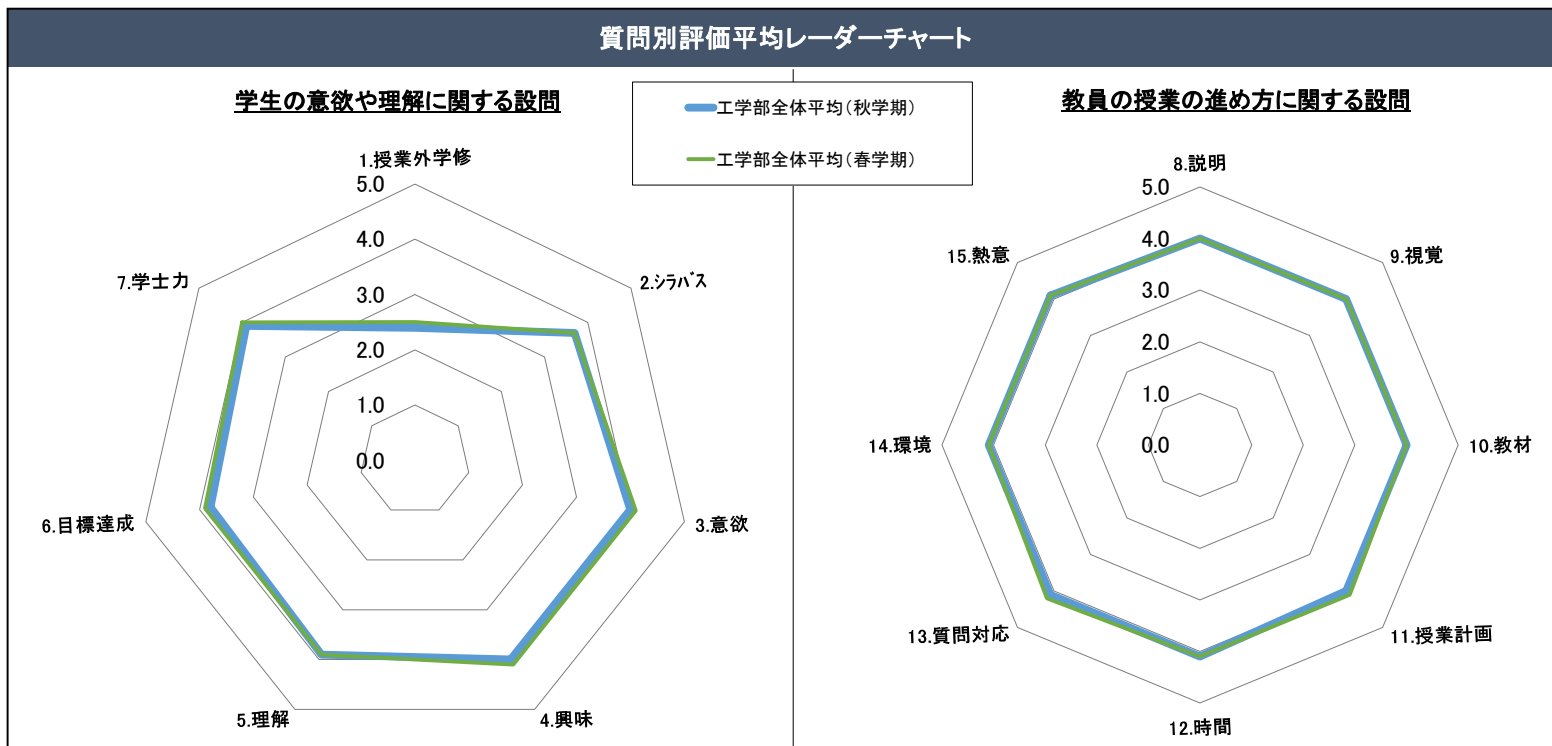 質問別評価平均レーダーチャート
学生の意欲や理解に関する設問
工学部全体平均(秋学期)
工学部全体平均(春学期)
教員の授業の進め方に関する設問
1.授業外学修
5.0
4.0
3.0
2.0
1.0
0.0
2.シラバス
3.意欲
4.興味
5.理解
6.目標達成
7.学士力
8.説明
5.0
4.0
3.0
2.0
1.0
0.0
9.視覚
10.教材
11.授業計画
12.時間
13.質問対応
14.環境
15.熱意